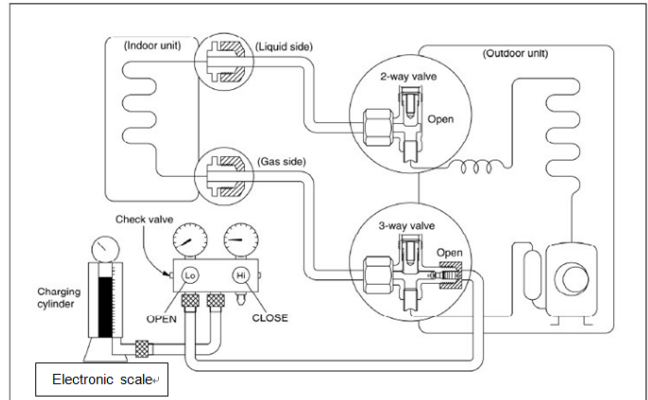 (Indoor unit)
(Liquid side)
(Outdoor unit)
2-way valve
Open
(Gas side)
Check valve
3-way valve
Open
Lo
Hi
Charging
cylinder
OPEN
CLOSE
Electronic scale